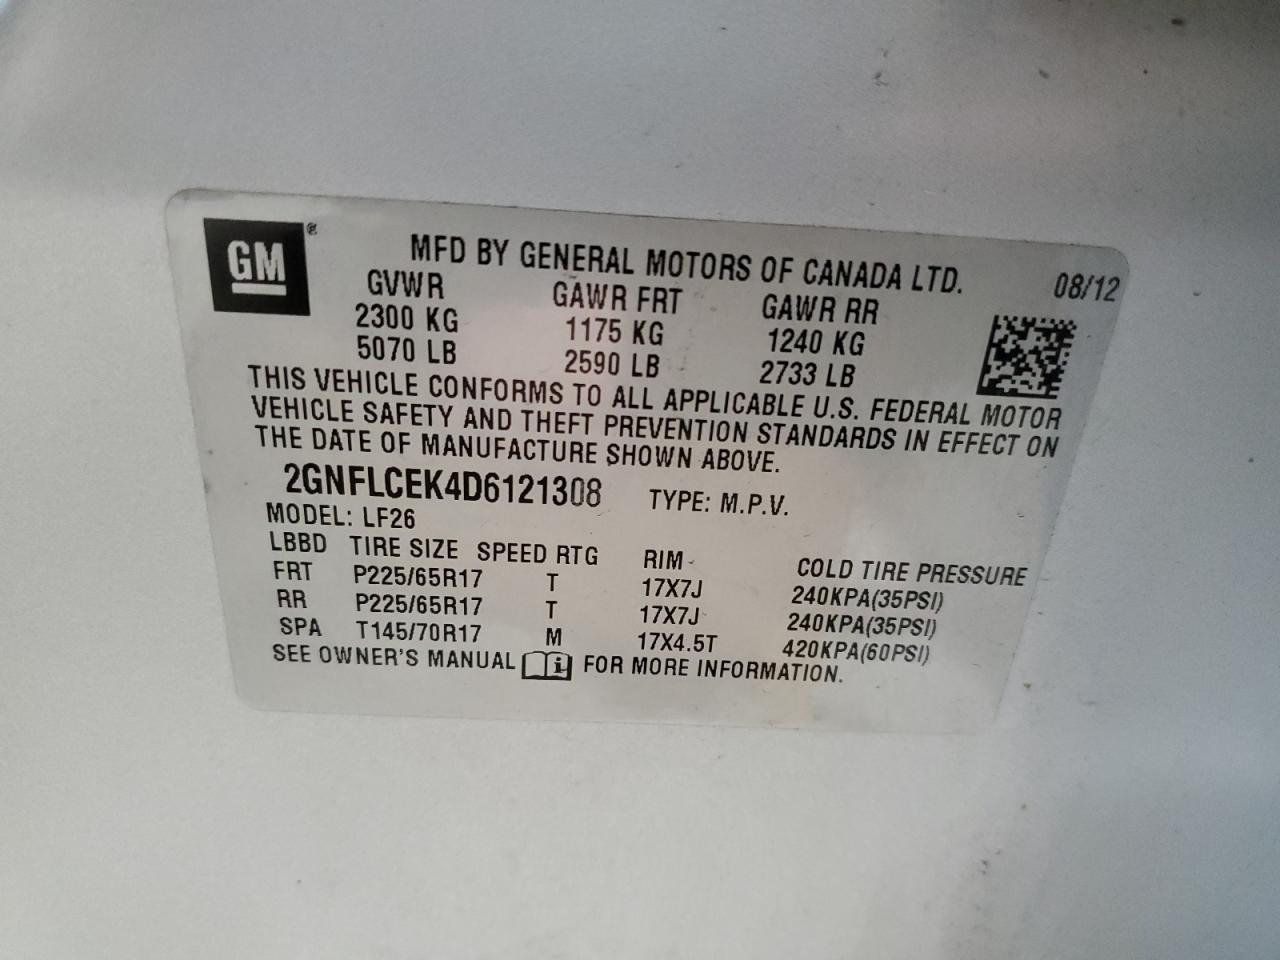 GM ®
MFD BY GENERAL MOTORS OF CANADA LTD. 08/12
GVWR GAWR FRT GAWR RR
2300 KG 1175 KG 1240 KG
5070 LB 2590 LB 2733 LB
THIS VEHICLE CONFORMS TO ALL APPLICABLE U.S. FEDERAL MOTOR
VEHICLE SAFETY AND THEFT PREVENTION STANDARDS IN EFFECT ON
THE DATE OF MANUFACTURE SHOWN ABOVE.
2GNFLCEK4D6121308 TYPE: M.P.V.
MODEL: LF26
LBBD TIRE SIZE SPEED RTG RIM COLD TIRE PRESSURE
FRT P225/65R17 T 17X7J 240KPA(35PSI)
RR P225/65R17 T 17X7J 240KPA(35PSI)
SPA T145/70R17 M 17X4.5T 420KPA(60PSI)
SEE OWNER'S MANUAL i FOR MORE INFORMATION.